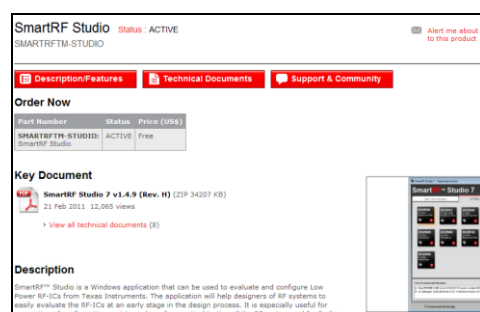 SmartRF Studio Status : ACTIVE
SMARTRFTM-STUDIO
Alert me about
to this product
Description/Features
Technical Documents
Support & Community
Order Now
Part Number Status Price (US$)
SMARTRFTM-STUDIO: ACTIVE Free
SmartRF Studio
Key Document
SmartRF Studio 7 v1.4.9 (Rev. H) (ZIP 34207 KB)
21 Feb 2011 12,065 views
View all technical documents (8)
SmartRF™ Studio 7
Description
SmartRF™ Studio is a Windows application that can be used to evaluate and configure Low
Power RF-ICs from Texas Instruments. The application will help designers of RF systems to
easily evaluate the RF-ICs at an early stage in the design process. It is especially useful for